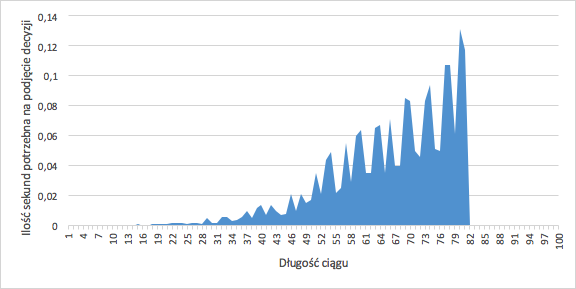 Ilość sekund potrzebna na podjęcie decyzji
0,14
0,12
0,1
0,08
0,06
0,04
0,02
0
1 4 7 10 13 16 19 22 25 28 31 34 37 40 43 46 49 52 55 58 61 64 67 70 73 76 79 82 85 88 91 94 97 100
Długość ciągu